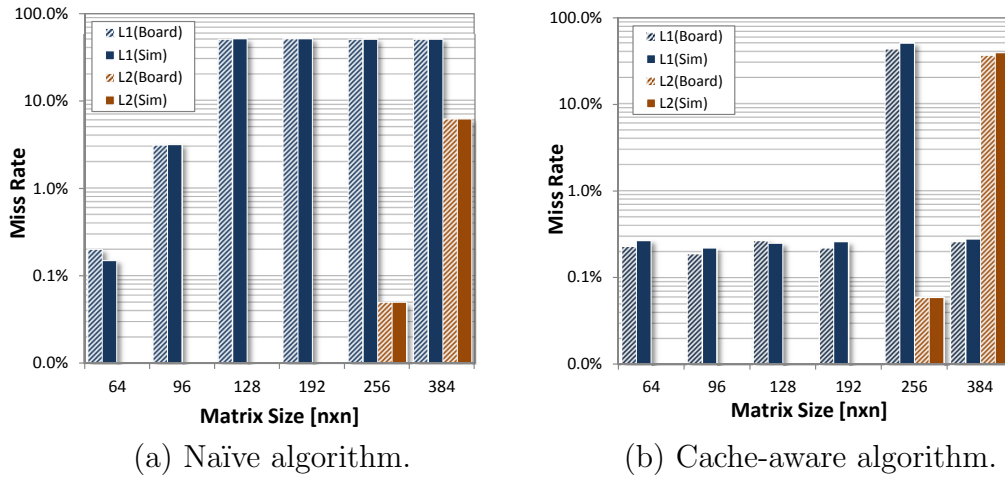 100.0%
10.0%
1.0%
0.1%
0.0%
Miss Rate
L1(Board)
L1(Sim)
L2(Board)
L2(Sim)
64 96 128 192 256 384
Matrix Size [nxn]
(a) Naïve algorithm.
100.0%
10.0%
1.0%
0.1%
0.0%
Miss Rate
L1(Board)
L1(Sim)
L2(Board)
L2(Sim)
64 96 128 192 256 384
Matrix Size [nxn]
(b) Cache-aware algorithm.